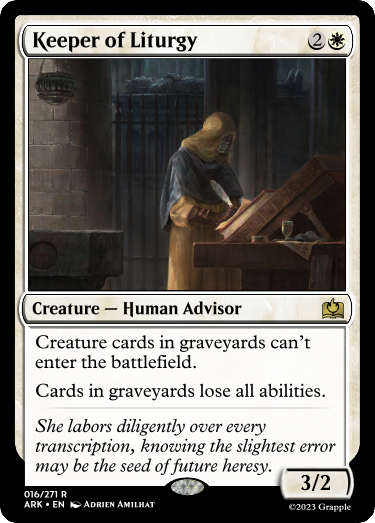 Keeper of Liturgy 2
Creature — Human Advisor
Creature cards in graveyards can't
enter the battlefield.
Cards in graveyards lose all abilities.
She labors diligently over every
transcription, knowing the slightest error
may be the seed of future heresy.
3/2
016/271 R
ARK • EN Adrien Amilhat
©2023 Grapple